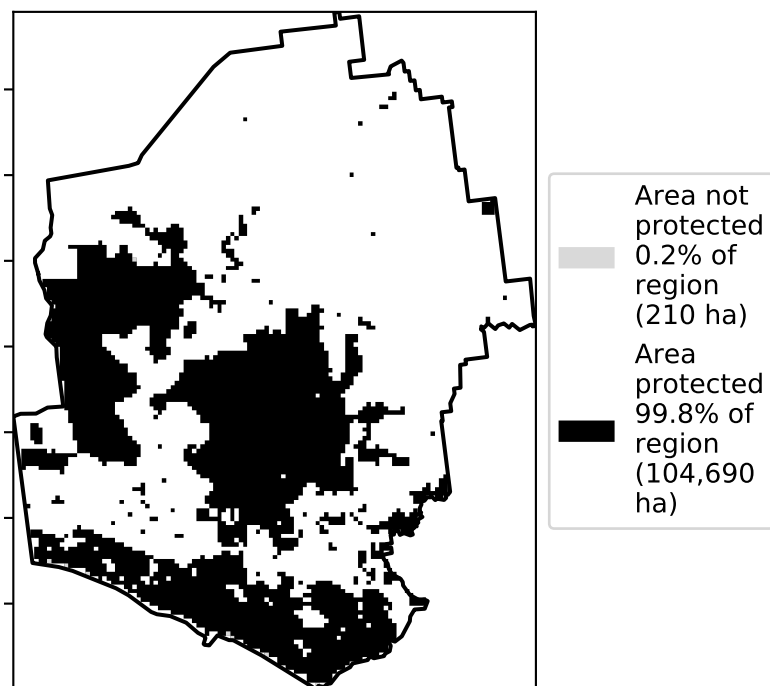 Area not
protected
0.2% of
region
(210 ha)
Area
protected
99.8% of
region
(104,690
ha)